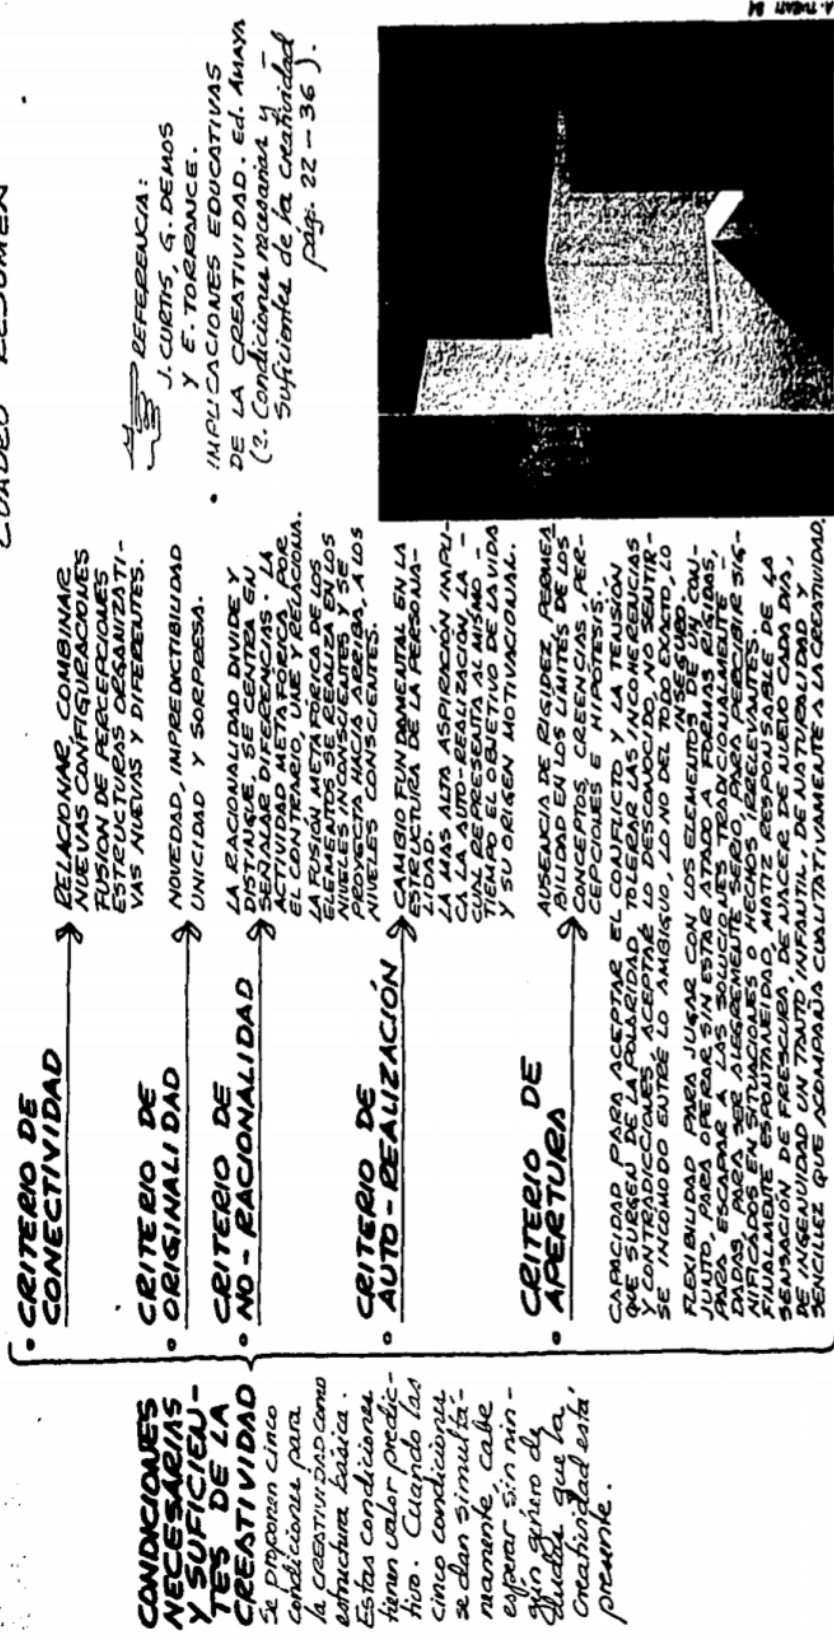 CUADRO RESUMEN
CONDICIONES
NECESARIAS
Y SUFICIEN-
TES DE LA
CREATIVIDAD
Se proponen cinco
condiciones para
la CREATIVIDAD como
estructura básica.
Estas condiciones
tienen valor predic-
tivo. Cuando las
cinco condiciones
se dan simultá-
neamente, cabe
esperar sin nin-
gún género de
dudas que la
Creatividad está
presente.
• CRITERIO DE
CONECTIVIDAD
RELACIONAR, COMBINAR
NUEVAS CONFIGURACIONES
FUSION DE PERCEPCIONES
ESTRUCTURAS ORGANIZATI-
VAS NUEVAS Y DIFERENTES.
• CRITERIO DE
ORIGINALIDAD
NOVEDAD, IMPREDICTIBILIDAD
UNICIDAD Y SORPRESA.
• CRITERIO DE
NO-RACIONALIDAD
LA RACIONALIDAD DIVIDE Y
DISTINGUE, SE CENTRA EN
SEÑALAR DIFERENCIAS. LA
ACTIVIDAD METAFÓRICA, POR
EL CONTRARIO, UNE Y RELACIONA.
LA FUSIÓN METAFÓRICA DE LOS
ELEMENTOS SE REALIZA EN LOS
NIVELES INCONSCIENTES Y SE
PROYECTA HACIA ARRIBA, A LOS
NIVELES CONSCIENTES.
• CRITERIO DE
AUTO-REALIZACIÓN
CAMBIO FUNDAMENTAL EN LA
ESTRUCTURA DE LA PERSONA-
LIDAD.
LA MAS ALTA ASPIRACIÓN IMPLI-
CA LA AUTO-REALIZACIÓN, LA -
CUAL REPRESENTA AL MISMO -
TIEMPO EL OBJETIVO DE LA VIDA
Y SU ORIGEN MOTIVACIONAL.
• CRITERIO DE
APERTURA
AUSENCIA DE RIGIDEZ, PERMEA
BILIDAD EN LOS LÍMITES DE LOS
CONCEPTOS, CREENCIAS, PER-
CEPCIONES E HIPÓTESIS.
CAPACIDAD PARA ACEPTAR EL CONFLICTO Y LA TENSIÓN
QUE SURGEN DE LA POLARIDAD, TOLERAR LAS INCOHERENCIAS
Y CONTRADICCIONES, ACEPTAR LO DESCONOCIDO, NO SENTIR-
SE INCOMODO ENTRE LO AMBIGUO, LO NO DEL TODO EXACTO, LO
INSEGURO.
FLEXIBILIDAD PARA JUGAR CON LOS ELEMENTOS DE UN CON-
JUNTO, PARA OPERAR SIN ESTAR ATADO A FORMAS RÍGIDAS,
PARA ESCAPAR A LAS SOLUCIONES TRADICIONALMENTE -
DADAS, PARA SER ALEGREMENTE SERIO, PARA PERCIBIR SIG-
NIFICADOS EN SITUACIONES O HECHOS IRRELEVANTES.
FINALMENTE ESPONTANEIDAD, MATIZ RESPONSABLE DE LA
SENSACIÓN DE FRESCURA, DE NACER DE NUEVO CADA DÍA,
DE INGENUIDAD UN TANTO INFANTIL, DE NATURALIDAD Y
SENCILLEZ QUE ACOMPAÑA CUALITATIVAMENTE A LA CREATIVIDAD.
REFERENCIA:
J. CURTIS, G. DEMOS
Y E. TORRANCE.
• IMPLICACIONES EDUCATIVAS
DE LA CREATIVIDAD. Ed. ANAYA
(2. Condiciones necesarias y -
Suficientes de la creatividad
pág. 22 - 36).